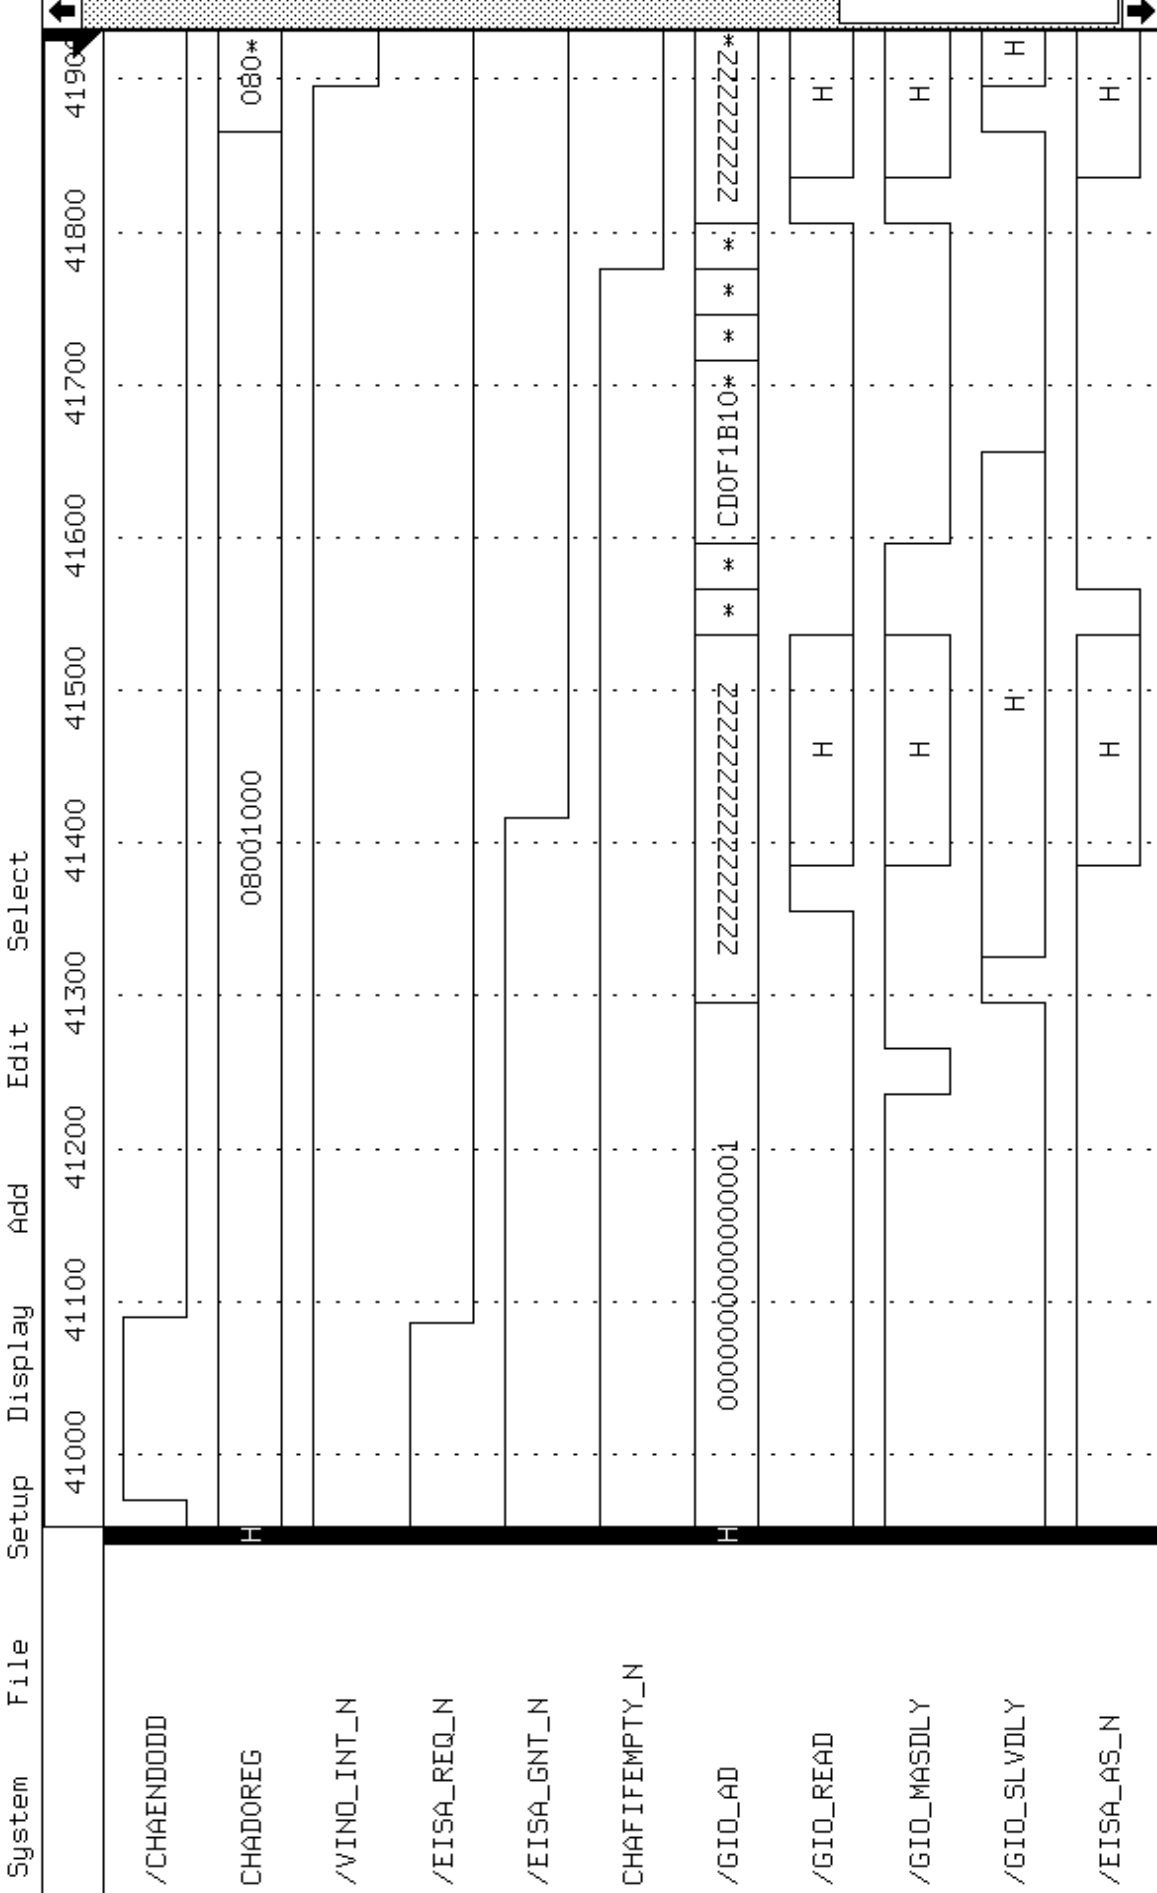 System File Setup Display Add Edit Select
41000 41100 41200 41300 41400 41500 41600 41700 41800 4190
/CHAENDODD
CHADOREG H 08001000 080*
/VINO_INT_N
/EISA_REQ_N
/EISA_GNT_N
CHAFIFEMPTY_N
/GIO_AD H 0000000000000001 ZZZZZZZZZZZZZZZZ * * CD0F1B10* * * * ZZZZZZZZZ*
/GIO_READ H H
/GIO_MASDLY H H
/GIO_SLVDLY H H
/EISA_AS_N H H